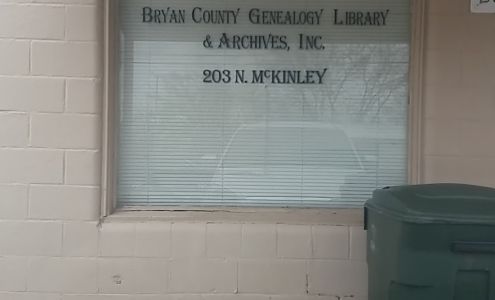 Bryan County Genealogy Library
& Archives, Inc.
203 N. McKinley